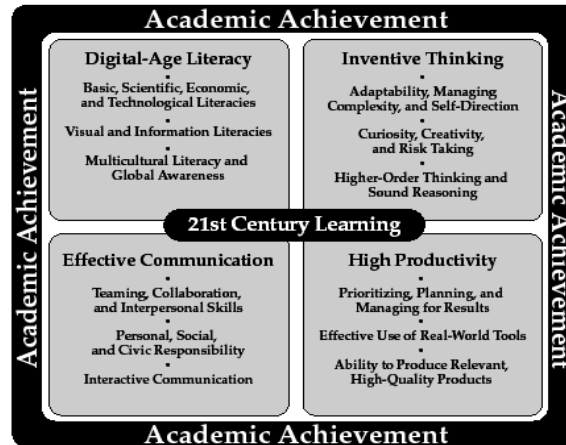 Academic Achievement
Academic Achievement
Digital-Age Literacy
Basic, Scientific, Economic,
and Technological Literacies
Visual and Information Literacies
Multicultural Literacy and
Global Awareness
Inventive Thinking
Adaptability, Managing
Complexity, and Self-Direction
Curiosity, Creativity,
and Risk Taking
Higher-Order Thinking and
Sound Reasoning
Academic Achievement
21st Century Learning
Effective Communication
Teaming, Collaboration,
and Interpersonal Skills
Personal, Social,
and Civic Responsibility
Interactive Communication
High Productivity
Prioritizing, Planning, and
Managing for Results
Effective Use of Real-World Tools
Ability to Produce Relevant,
High-Quality Products
Academic Achievement